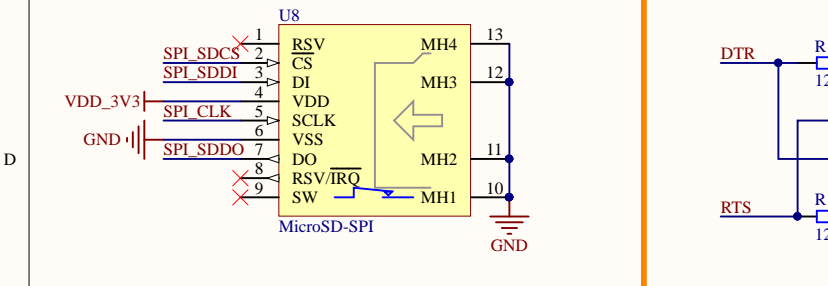 U8
1 RSV MH4 13
SPI_SDCS 2 CS
SPI_SDDI 3 DI MH3 12
VDD_3V3 4 VDD
SPI_CLK 5 SCLK
GND 6 VSS
SPI_SDDO 7 DO MH2 11
8 RSV/IRQ
9 SW MH1 10
MicroSD-SPI
GND
D
DTR
R
12
RTS
R
12